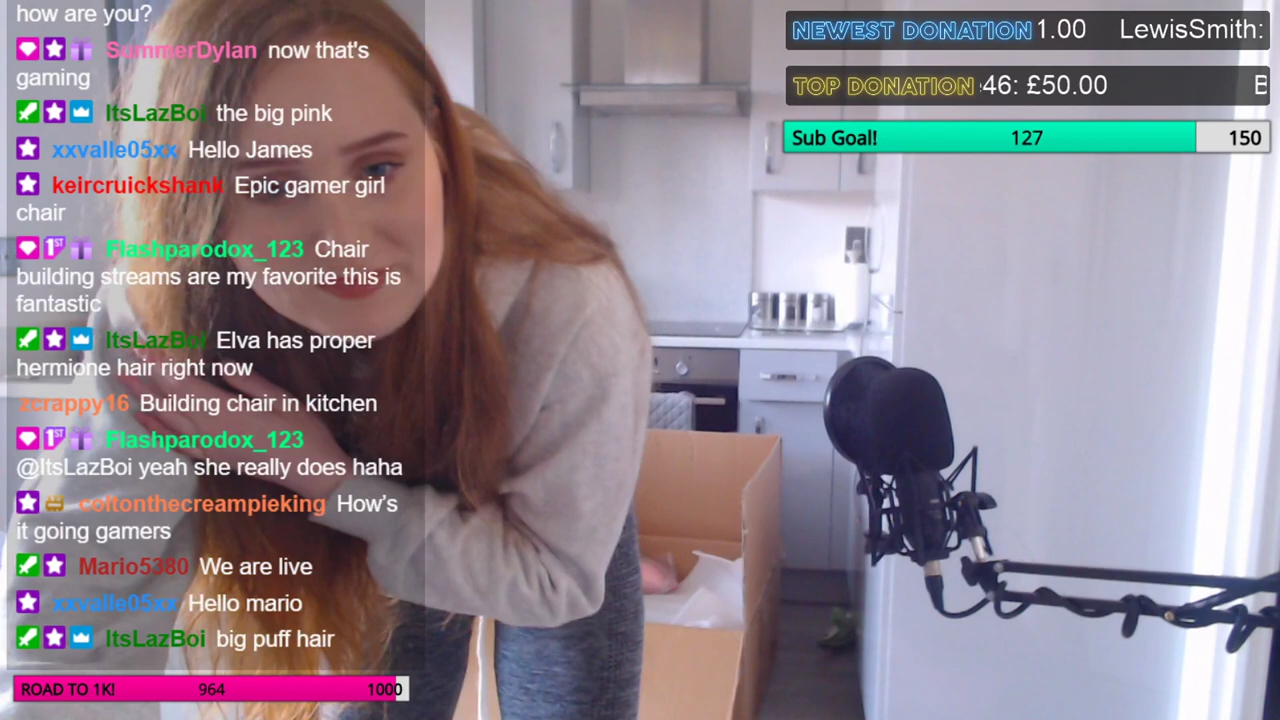 how are you?
SummerDylan now that's
gaming
ItsLazBoi the big pink
xxvalle05xx Hello James
keircruickshank Epic gamer girl
chair
1ST Flashparodox_123 Chair
building streams are my favorite this is
fantastic
ItsLazBoi Elva has proper
hermione hair right now
zcrappy16 Building chair in kitchen
1ST Flashparodox_123
@ItsLazBoi yeah she really does haha
coltonthecreampieking How's
it going gamers
Mario5380 We are live
xxvalle05xx Hello mario
ItsLazBoi big puff hair
ROAD TO 1K! 964 1000
NEWEST DONATION 1.00 LewisSmith:
TOP DONATION 46: £50.00
Sub Goal! 127 150